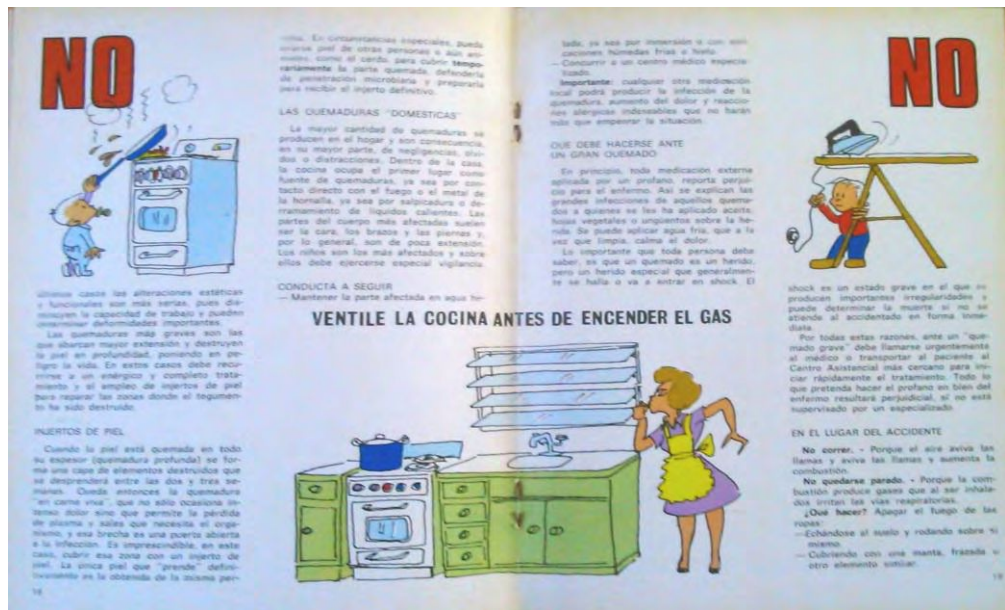 NO
últimos casos las alteraciones estéticas
y funcionales son más serias, pues dis-
minuyen la capacidad de trabajo y pueden
determinar deformidades importantes.
Las quemaduras más graves son las
que abarcan mayor extensión y destruyen
la piel en profundidad, poniendo en pe-
ligro la vida. En estos casos debe recu-
rrirse a un enérgico y completo trata-
miento y al empleo de injertos de piel
para reparar las zonas donde el tegumen-
to ha sido destruido.
INJERTOS DE PIEL
Cuando la piel está quemada en todo
su espesor (quemadura profunda) se for-
ma una capa de elementos destruidos que
se desprenderá entre las dos y tres se-
manas. Queda entonces la quemadura
"en carne viva", que no sólo ocasiona in-
tenso dolor sino que permite la pérdida
de plasma y sales que necesita el orga-
nismo, y esa brecha es una puerta abierta
a la infección. Es imprescindible, en este
caso, cubrir esa zona con un injerto de
piel. La única piel que "prende" defini-
tivamente es la obtenida de la misma per-
18
En circunstancias especiales, puede
usarse piel de otras personas o aún ani-
males, como el cerdo, para cubrir tempo-
rariamente la parte quemada, defenderla
de penetración microbiana y prepararla
para recibir el injerto definitivo.
LAS QUEMADURAS "DOMESTICAS"
La mayor cantidad de quemaduras se
producen en el hogar y son consecuencia,
en su mayor parte, de negligencias, olvi-
dos o distracciones. Dentro de la casa,
la cocina ocupa el primer lugar como
fuente de quemaduras, ya sea por con-
tacto directo con el fuego o el metal de
la hornalla, ya sea por salpicadura o de-
rramamiento de líquidos calientes. Las
partes del cuerpo más afectadas suelen
ser la cara, los brazos y las piernas y,
por lo general, son de poca extensión.
Los niños son los más afectados y sobre
ellos debe ejercerse especial vigilancia.
CONDUCTA A SEGUIR
— Mantener la parte afectada en agua he-
VENTILE LA COCINA ANTES DE ENCENDER EL GAS
lada, ya sea por inmersión o con apli-
caciones húmedas frías o hielo.
— Concurrir a un centro médico especia-
lizado.
Importante: cualquier otra medicación
local podrá producir la infección de la
quemadura, aumento del dolor y reaccio-
nes alérgicas indeseables que no harán
más que empeorar la situación.
QUE DEBE HACERSE ANTE
UN GRAN QUEMADO
En principio, toda medicación externa
aplicada por un profano, reporta perjui-
cio para el enfermo. Así se explican las
grandes infecciones de aquellos quema-
dos a quienes se les ha aplicado aceite,
hojas vegetales o ungüentos sobre la he-
rida. Se puede aplicar agua fría, que a la
vez que limpia, calma el dolor.
Lo importante que toda persona deba
saber, es que un quemado es un herido,
pero un herido especial que generalmen-
te se halla o va a entrar en shock. El
NO
shock es un estado grave en el que se
producen importantes irregularidades y
puede determinar la muerte si no se
atiende al accidentado en forma inme-
diata.
Por todas estas razones, ante un "que-
mado grave" debe llamarse urgentemente
al médico o transportar al paciente al
Centro Asistencial más cercano para ini-
ciar rápidamente el tratamiento. Todo lo
que pretenda hacer el profano en bien del
enfermo resultará perjudicial, si no está
supervisado por un especializado.
EN EL LUGAR DEL ACCIDENTE
No correr. - Porque el aire aviva las
llamas y aviva las llamas y aumenta la
combustión.
No quedarse parado. - Porque la com-
bustión produce gases que al ser inhala-
dos irritan las vías respiratorias.
¿Qué hacer? Apagar el fuego de las
ropas:
— Echándose al suelo y rodando sobre sí
mismo.
— Cubriendo con una manta, frazada u
otro elemento similar.
19